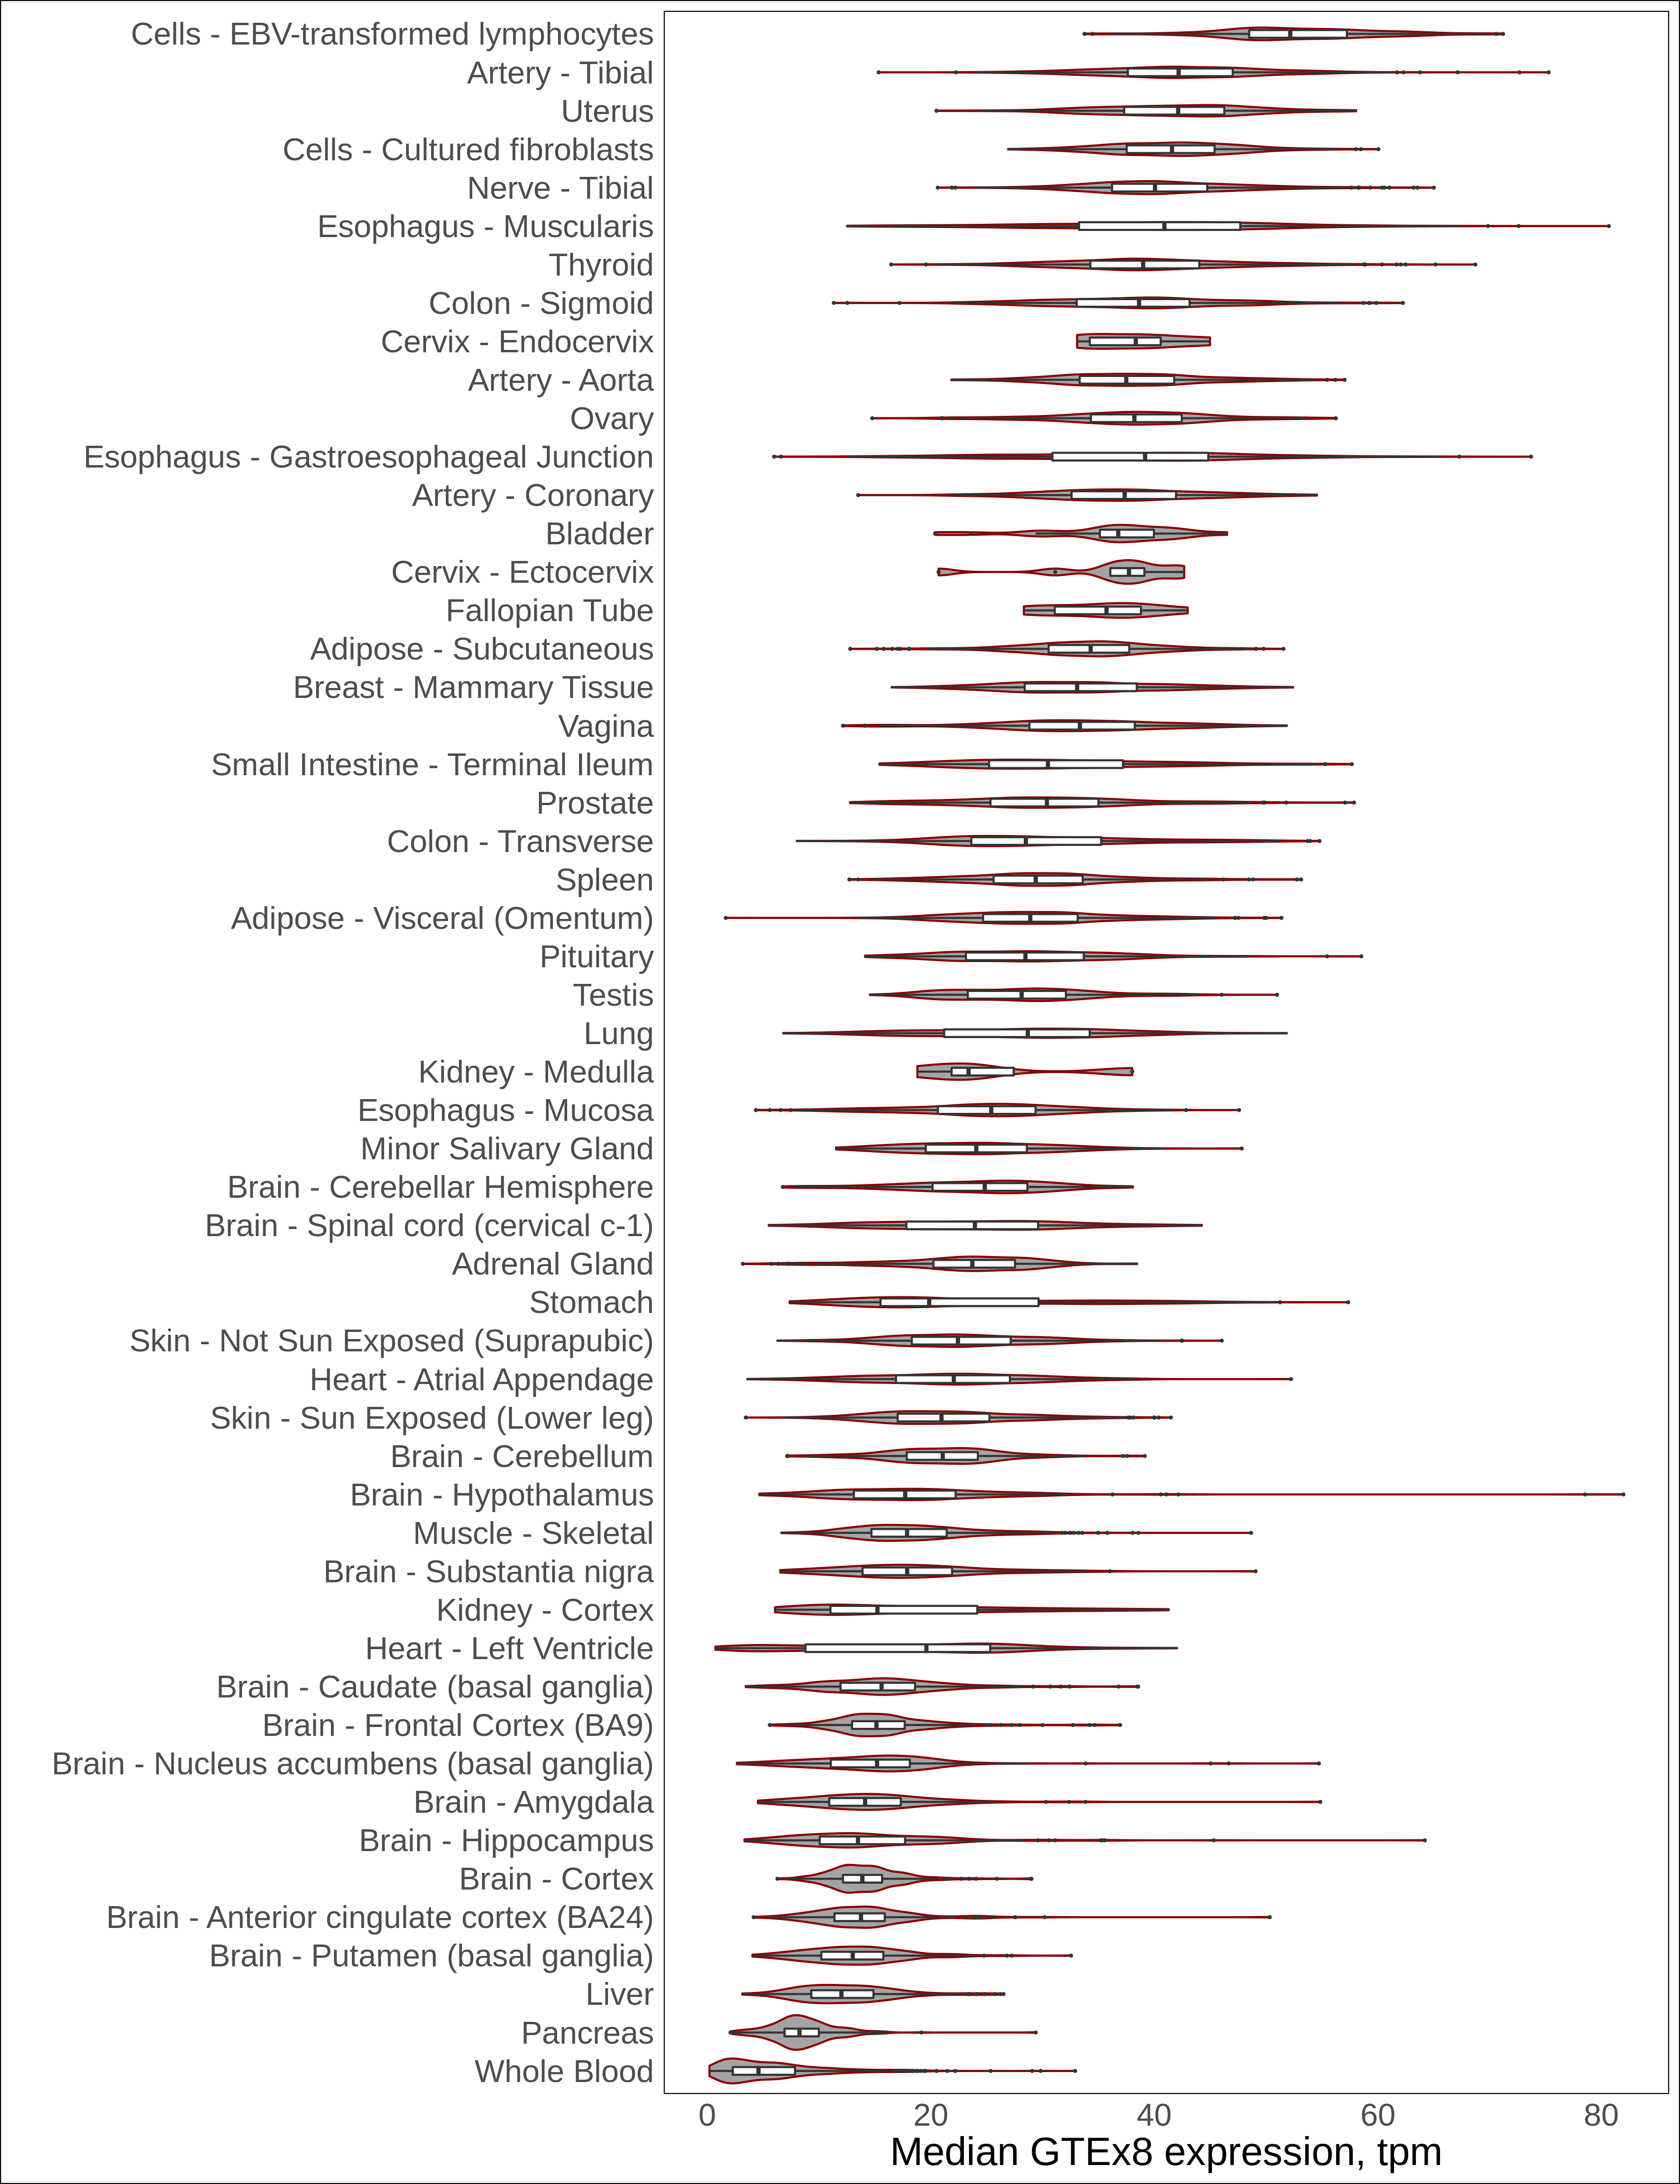 Cells - EBV-transformed lymphocytes
Artery - Tibial
Uterus
Cells - Cultured fibroblasts
Nerve - Tibial
Esophagus - Muscularis
Thyroid
Colon - Sigmoid
Cervix - Endocervix
Artery - Aorta
Ovary
Esophagus - Gastroesophageal Junction
Artery - Coronary
Bladder
Cervix - Ectocervix
Fallopian Tube
Adipose - Subcutaneous
Breast - Mammary Tissue
Vagina
Small Intestine - Terminal Ileum
Prostate
Colon - Transverse
Spleen
Adipose - Visceral (Omentum)
Pituitary
Testis
Lung
Kidney - Medulla
Esophagus - Mucosa
Minor Salivary Gland
Brain - Cerebellar Hemisphere
Brain - Spinal cord (cervical c-1)
Adrenal Gland
Stomach
Skin - Not Sun Exposed (Suprapubic)
Heart - Atrial Appendage
Skin - Sun Exposed (Lower leg)
Brain - Cerebellum
Brain - Hypothalamus
Muscle - Skeletal
Brain - Substantia nigra
Kidney - Cortex
Heart - Left Ventricle
Brain - Caudate (basal ganglia)
Brain - Frontal Cortex (BA9)
Brain - Nucleus accumbens (basal ganglia)
Brain - Amygdala
Brain - Hippocampus
Brain - Cortex
Brain - Anterior cingulate cortex (BA24)
Brain - Putamen (basal ganglia)
Liver
Pancreas
Whole Blood
0 20 40 60 80
Median GTEx8 expression, tpm